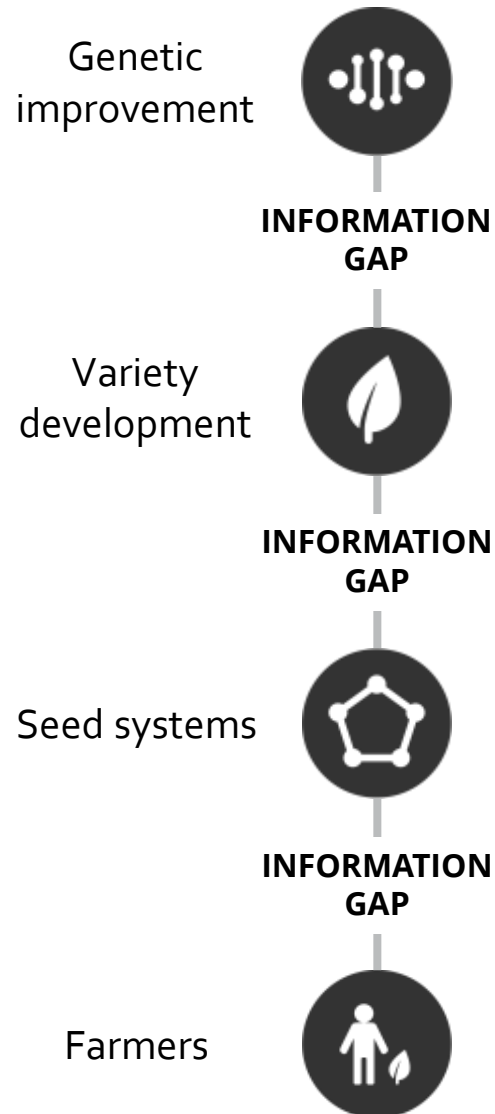 Genetic
improvement
INFORMATION
GAP
Variety
development
INFORMATION
GAP
Seed systems
INFORMATION
GAP
Farmers